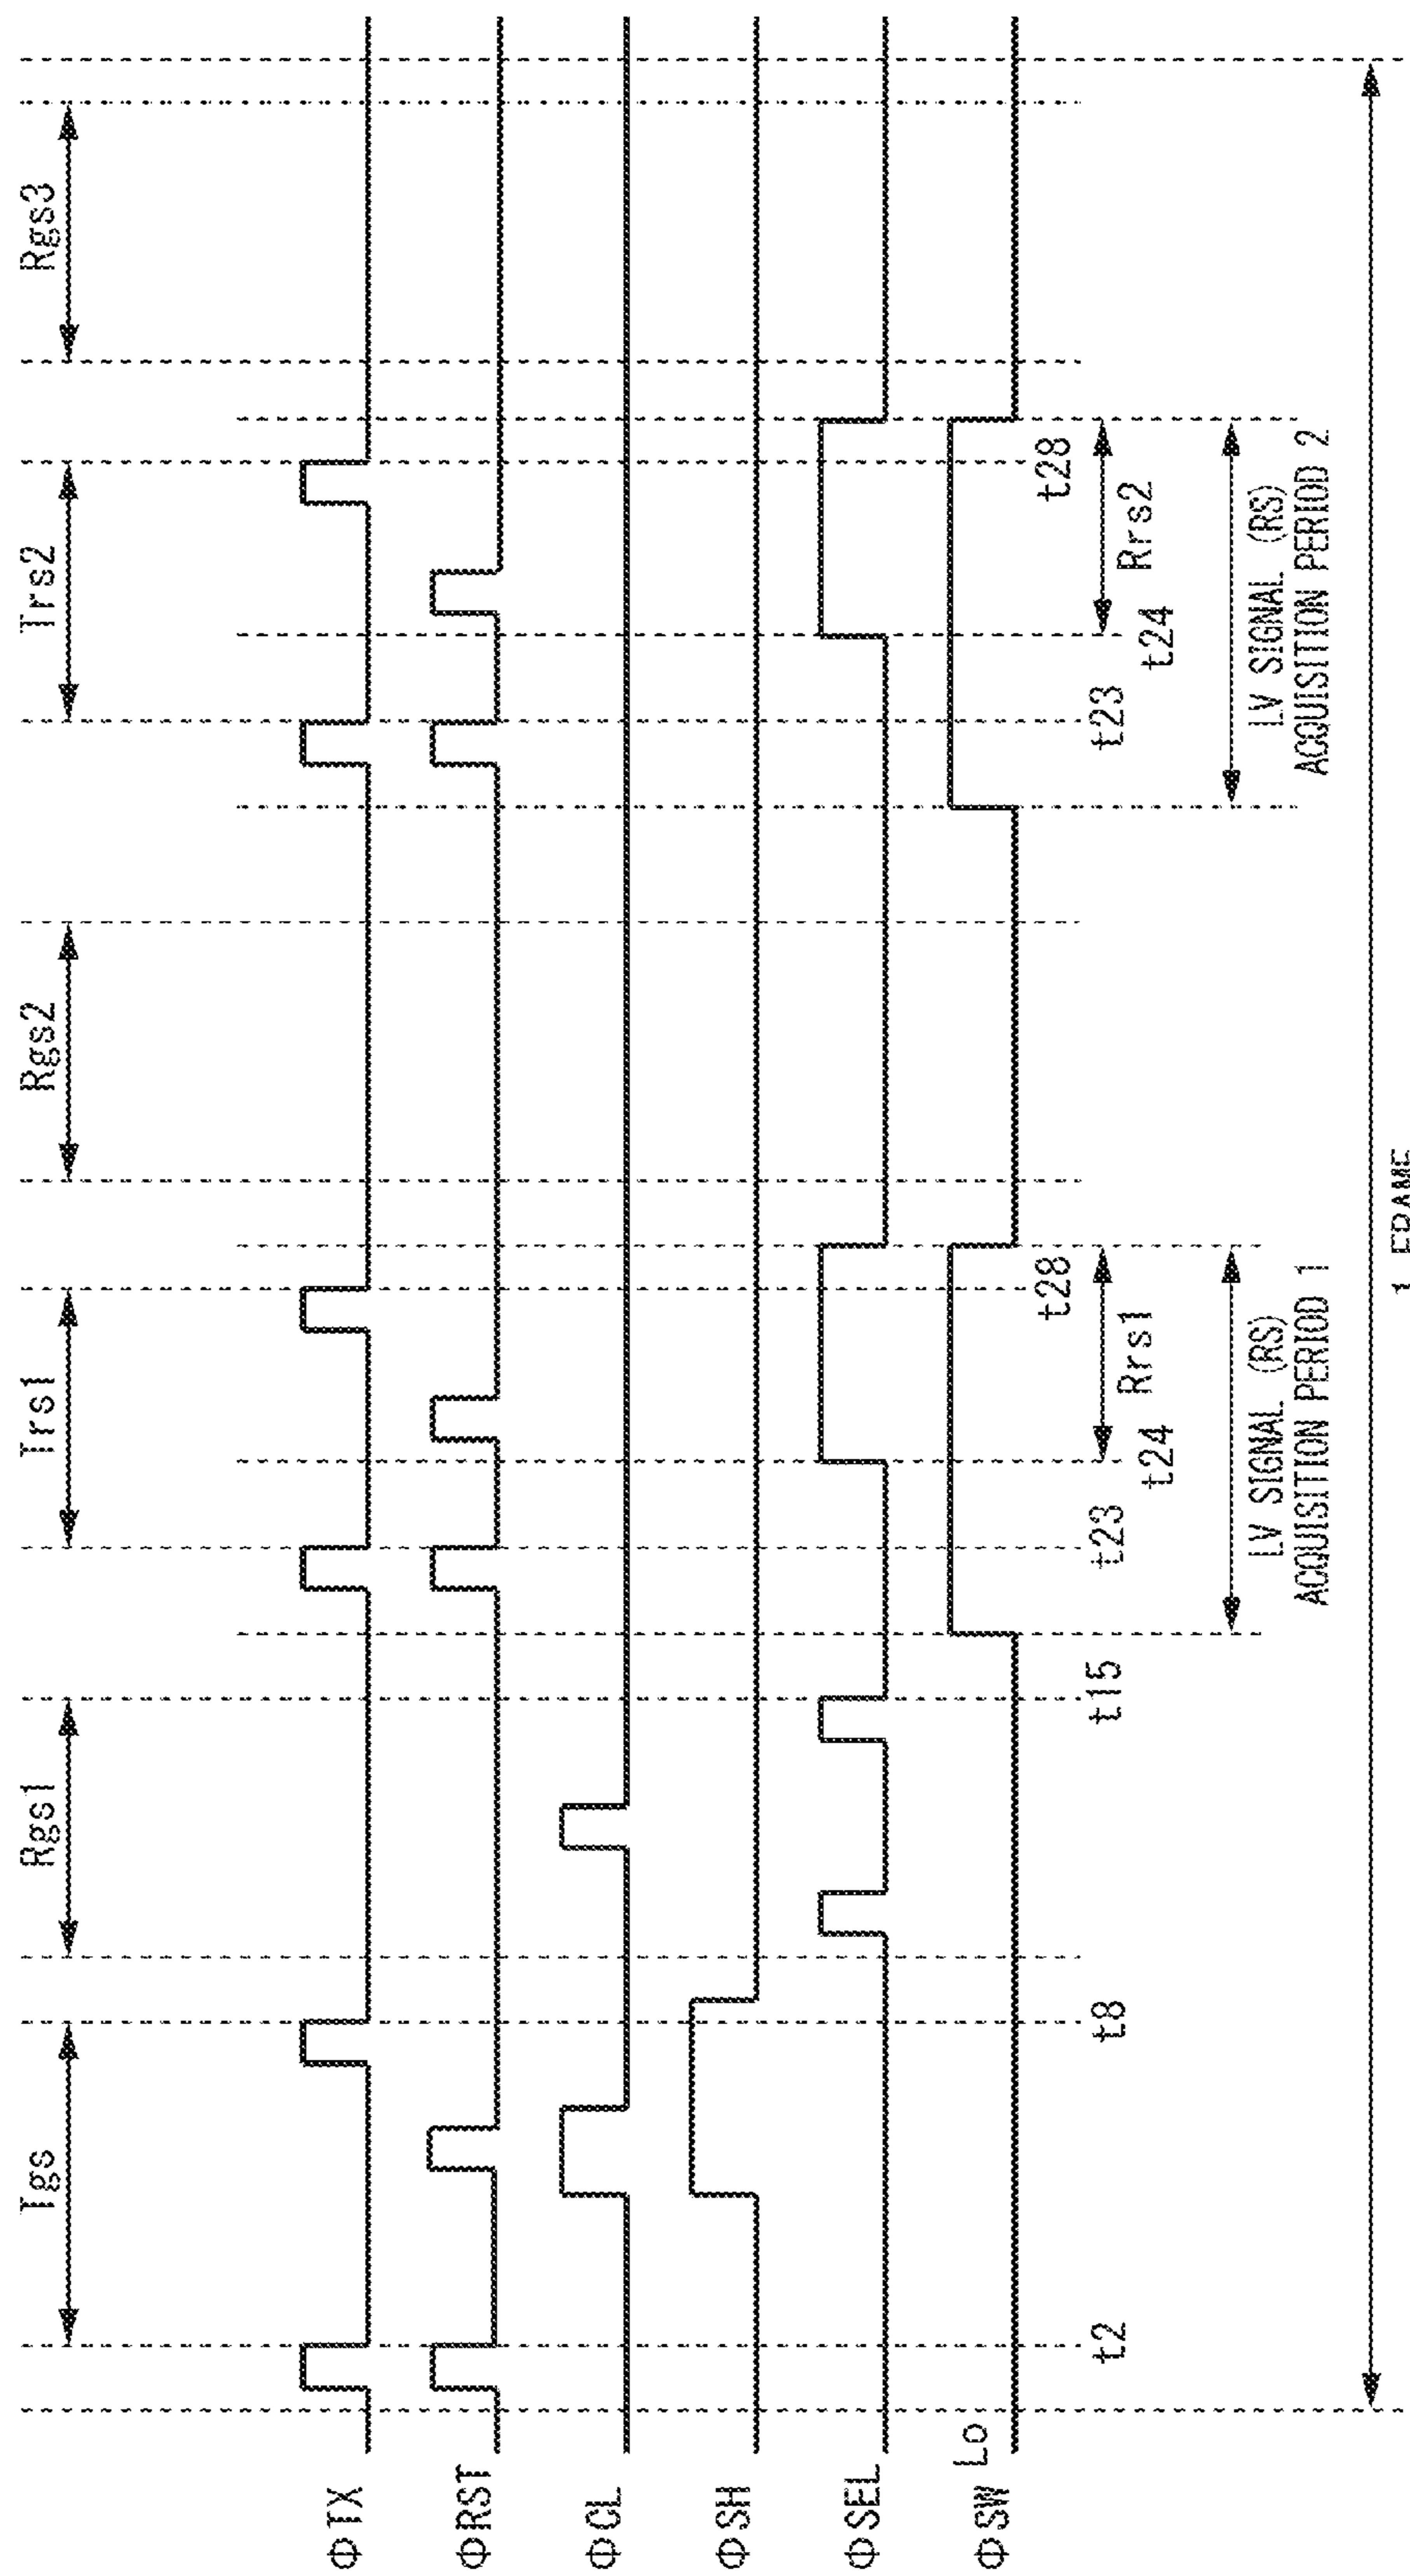 Tgs
Rgs1
Trs1
Rgs2
Trs2
Rgs3
ΦTX
ΦRST
ΦCL
ΦSH
ΦSEL
ΦSW
Lo
t2
t8
t15
t23
t24
t28
t23
t24
t28
Rrs1
Rrs2
LV SIGNAL (RS)
ACQUISITION PERIOD 1
LV SIGNAL (RS)
ACQUISITION PERIOD 2
1 FRAME